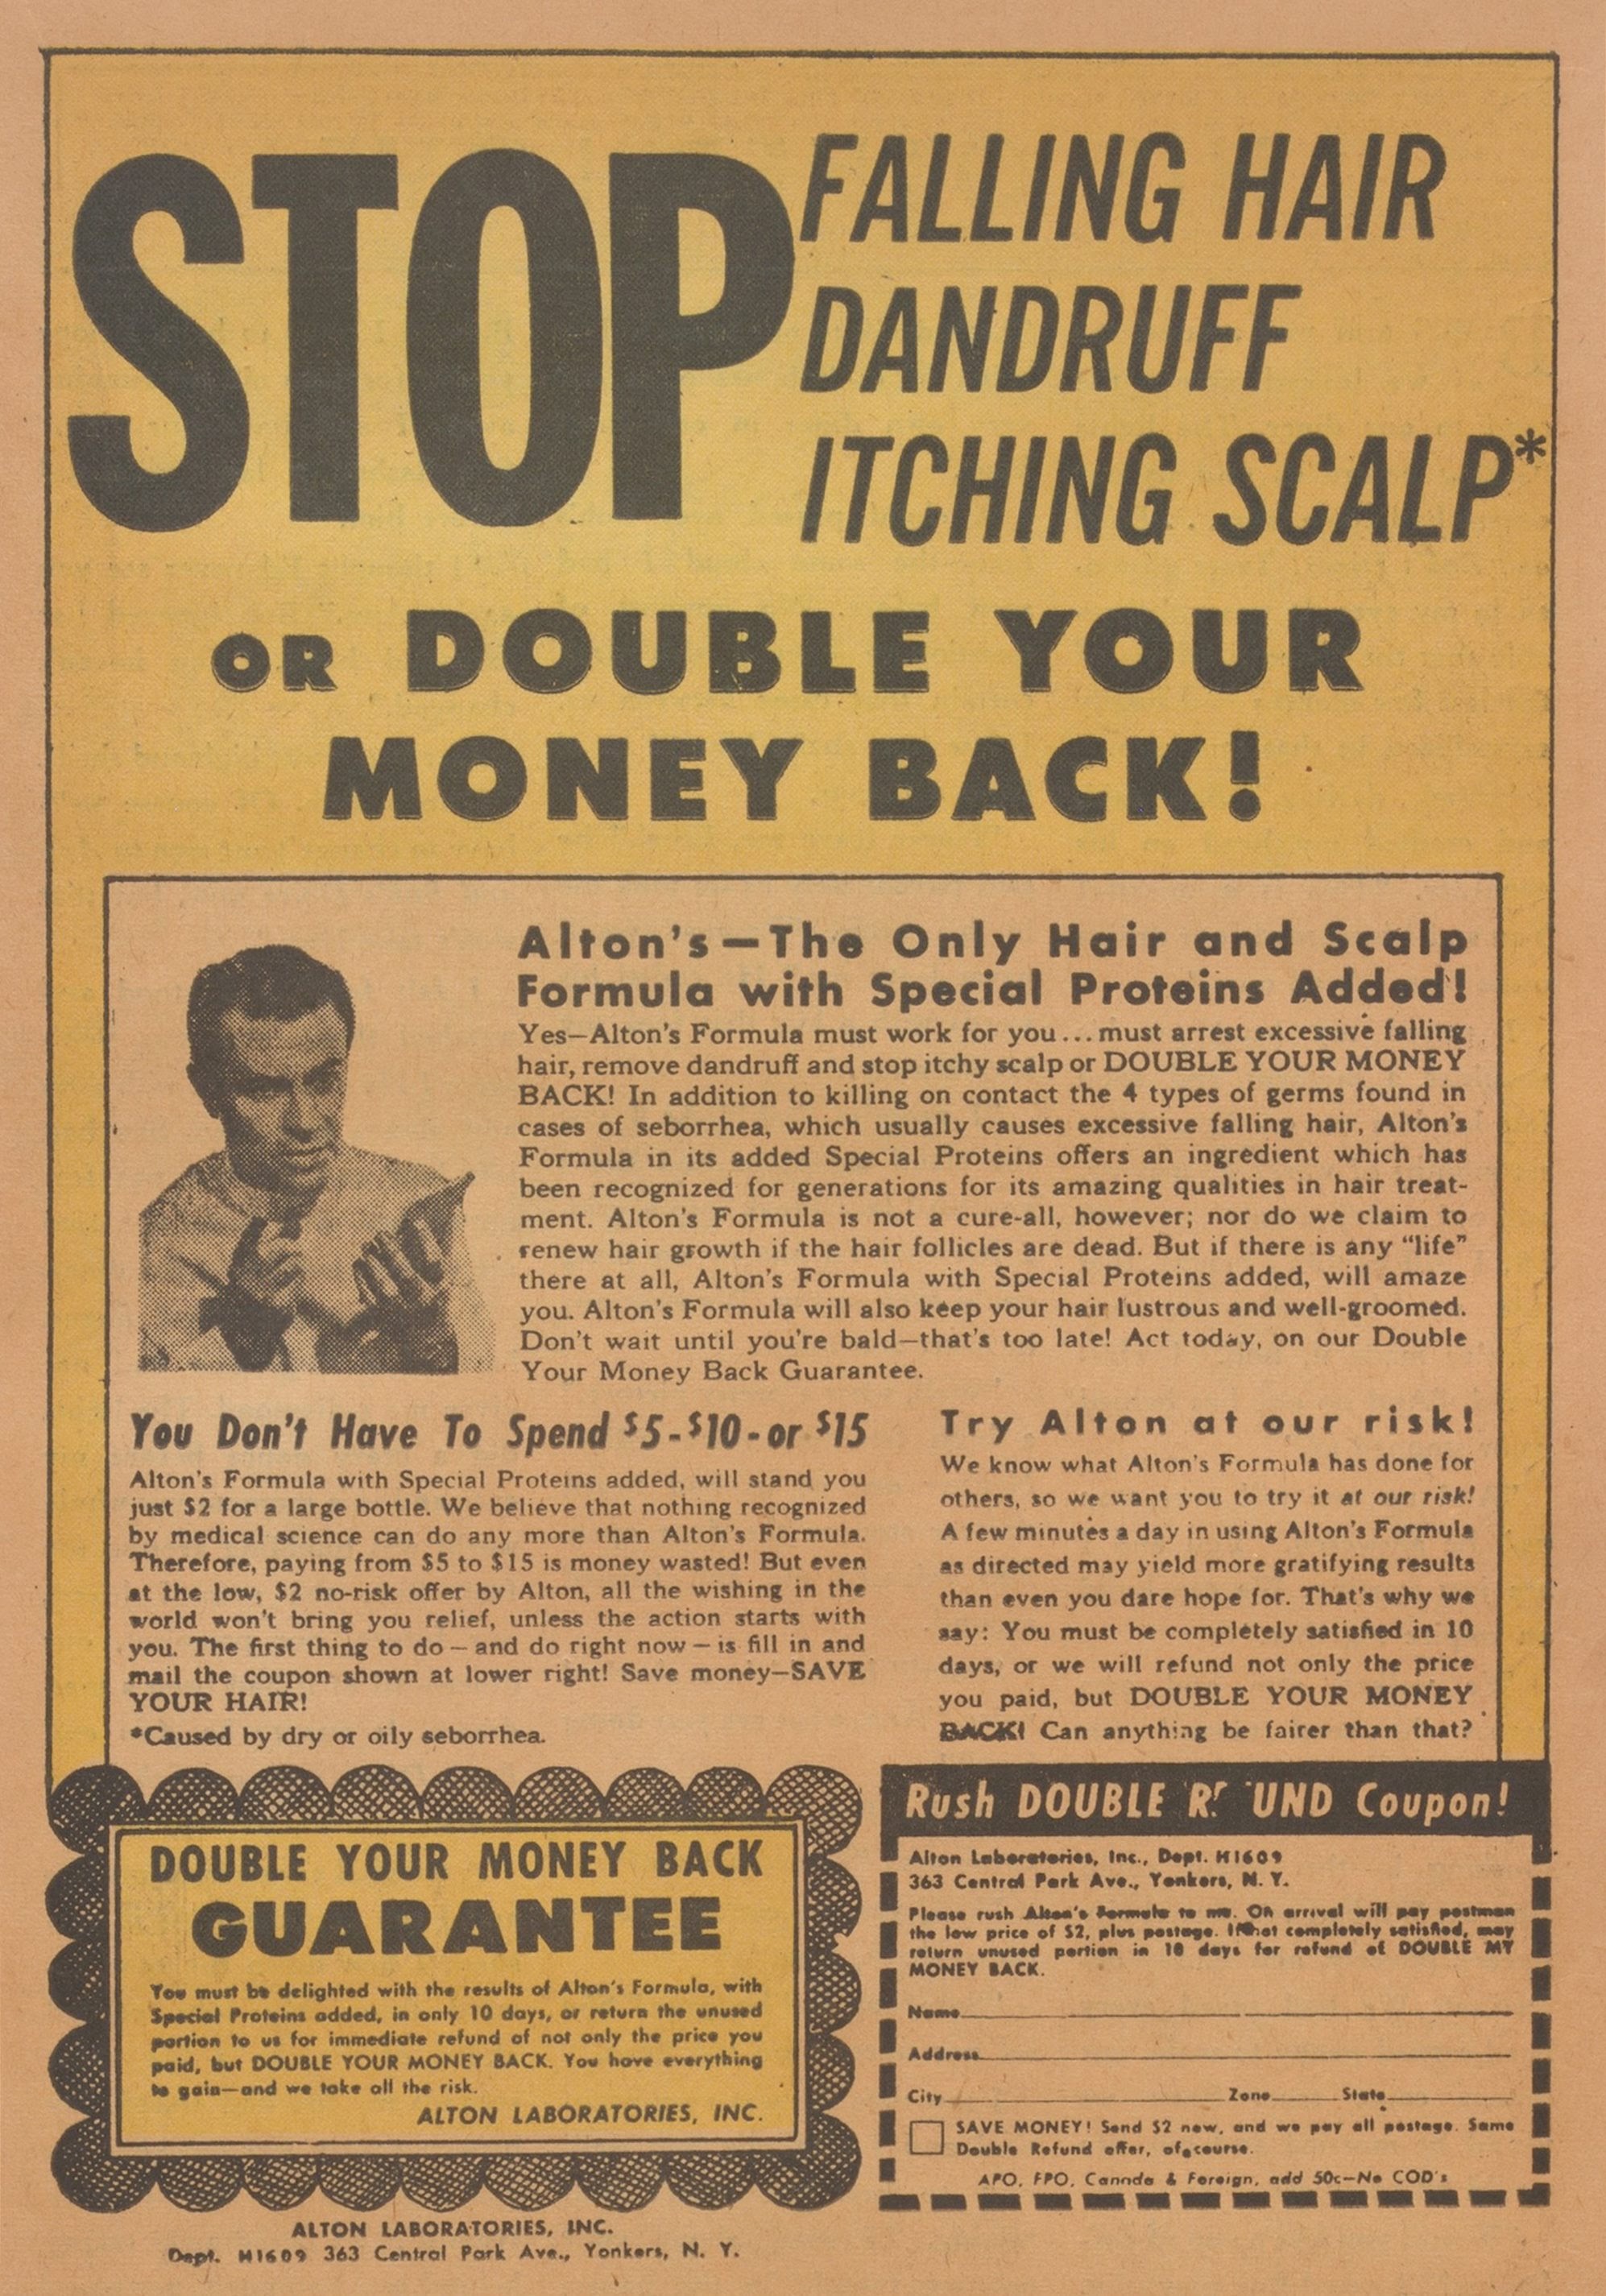 STOP
FALLING HAIR
DANDRUFF
ITCHING SCALP*
OR DOUBLE YOUR
MONEY BACK!
Alton's—The Only Hair and Scalp
Formula with Special Proteins Added!
Yes—Alton's Formula must work for you...must arrest excessive falling
hair, remove dandruff and stop itchy scalp or DOUBLE YOUR MONEY
BACK! In addition to killing on contact the 4 types of germs found in
cases of seborrhea, which usually causes excessive falling hair, Alton's
Formula in its added Special Proteins offers an ingredient which has
been recognized for generations for its amazing qualities in hair treat-
ment. Alton's Formula is not a cure-all, however; nor do we claim to
renew hair growth if the hair follicles are dead. But if there is any "life"
there at all, Alton's Formula with Special Proteins added, will amaze
you. Alton's Formula will also keep your hair lustrous and well-groomed.
Don't wait until you're bald—that's too late! Act today, on our Double
Your Money Back Guarantee.
You Don't Have To Spend $5-$10-or $15
Alton's Formula with Special Proteins added, will stand you
just $2 for a large bottle. We believe that nothing recognized
by medical science can do any more than Alton's Formula.
Therefore, paying from $5 to $15 is money wasted! But even
at the low, $2 no-risk offer by Alton, all the wishing in the
world won't bring you relief, unless the action starts with
you. The first thing to do—and do right now—is fill in and
mail the coupon shown at lower right! Save money—SAVE
YOUR HAIR!
*Caused by dry or oily seborrhea.
Try Alton at our risk!
We know what Alton's Formula has done for
others, so we want you to try it at our risk!
A few minutes a day in using Alton's Formula
as directed may yield more gratifying results
than even you dare hope for. That's why we
say: You must be completely satisfied in 10
days, or we will refund not only the price
you paid, but DOUBLE YOUR MONEY
BACK! Can anything be fairer than that?
DOUBLE YOUR MONEY BACK
GUARANTEE
You must be delighted with the results of Alton's Formula, with
Special Proteins added, in only 10 days, or return the unused
portion to us for immediate refund of not only the price you
paid, but DOUBLE YOUR MONEY BACK. You have everything
to gain—and we take all the risk.
ALTON LABORATORIES, INC.
ALTON LABORATORIES, INC.
Dept. H1609 363 Central Park Ave., Yonkers, N. Y.
Rush DOUBLE REFUND Coupon!
Alton Laboratories, Inc., Dept. H1609
363 Central Park Ave., Yonkers, N. Y.
Please rush Alton's Formula to me. On arrival will pay postman
the low price of $2, plus postage. If not completely satisfied, may
return unused portion in 10 days for refund of DOUBLE MY
MONEY BACK.
Name
Address
City Zone State
SAVE MONEY! Send $2 now, and we pay all postage. Same
Double Refund offer, of course.
APO, FPO, Canada & Foreign, add 50c—No COD's